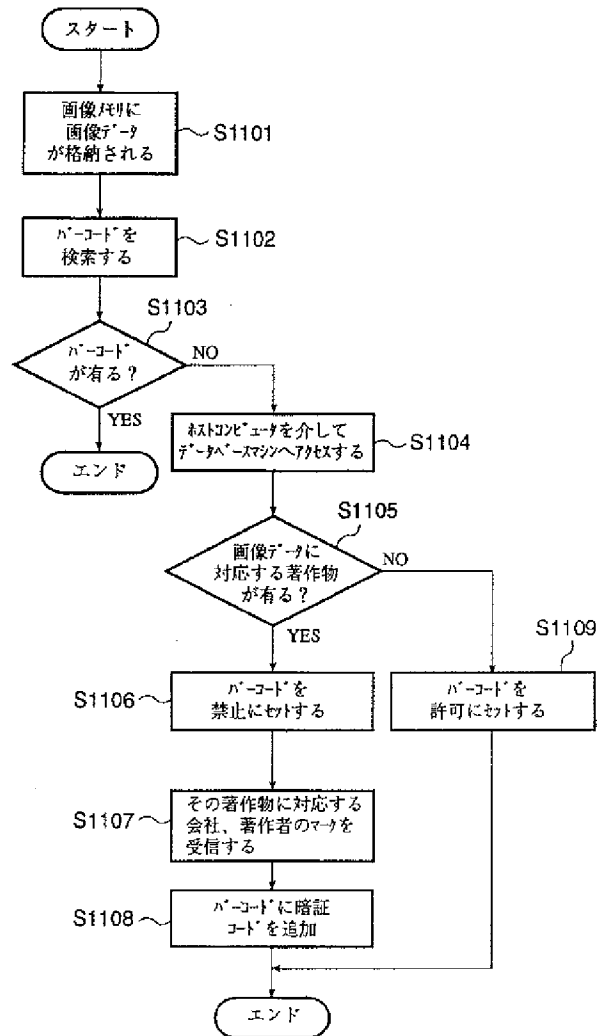 スタート
画像メモリに
画像データ
が格納される
S1101
バーコードを
検索する
S1102
S1103
バーコード
が有る？
NO
YES
エンド
ホストコンピュータを介して
データベースマシンへアクセスする
S1104
S1105
画像データに
対応する著作物
が有る？
NO
YES
S1109
S1106
バーコードを
禁止にセットする
バーコードを
許可にセットする
S1107
その著作物に対応する
会社、著作者のマークを
受信する
S1108
バーコードに暗証
コードを追加
エンド